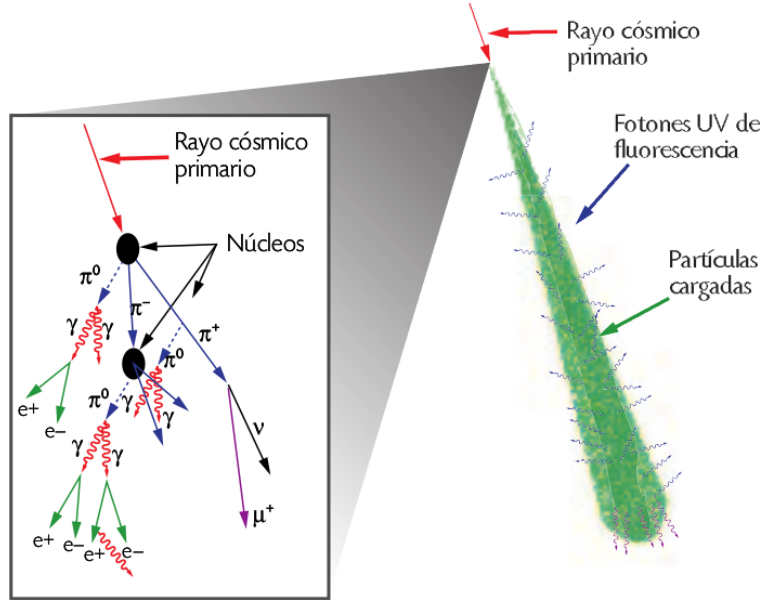 Rayo cósmico
primario
Fotones UV de
fluorescencia
Partículas
cargadas
Rayo cósmico
primario
Núcleos
π⁰
π⁻
π⁺
γ
γ
π⁰
π⁰
γ
γ
e+
e−
γ
γ
ν
μ⁺
e+
e−
e+
e−